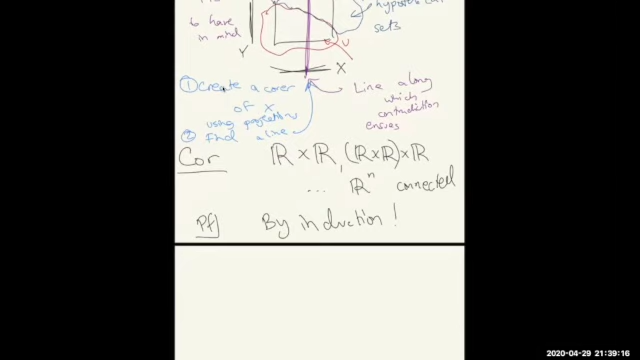 to have
in mind
hypothetical
sets
Y
U
X
① Create a cover
of X
using projections
② Find a line
Line along
which
contradiction
ensues
Cor
ℝ × ℝ, (ℝ×ℝ)×ℝ
... ℝⁿ connected
Pf)
By induction!
2020-04-29 21:39:16